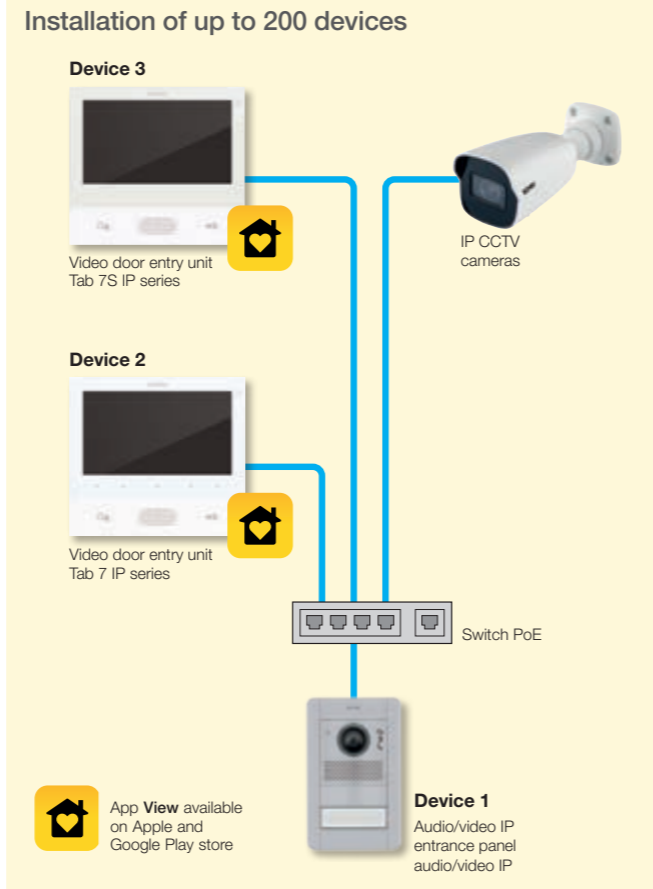 Installation of up to 200 devices
Device 3
Video door entry unit
Tab 7S IP series
IP CCTV
cameras
Device 2
Video door entry unit
Tab 7 IP series
Switch PoE
App View available
on Apple and
Google Play store
Device 1
Audio/video IP
entrance panel
audio/video IP